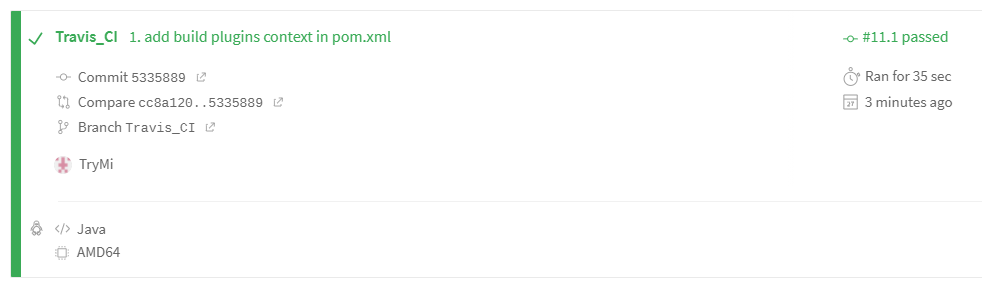 Travis_CI 1. add build plugins context in pom.xml
#11.1 passed
Commit 5335889
Ran for 35 sec
Compare cc8a120..5335889
27
3 minutes ago
Branch Travis_CI
TryMi
</> Java
AMD64